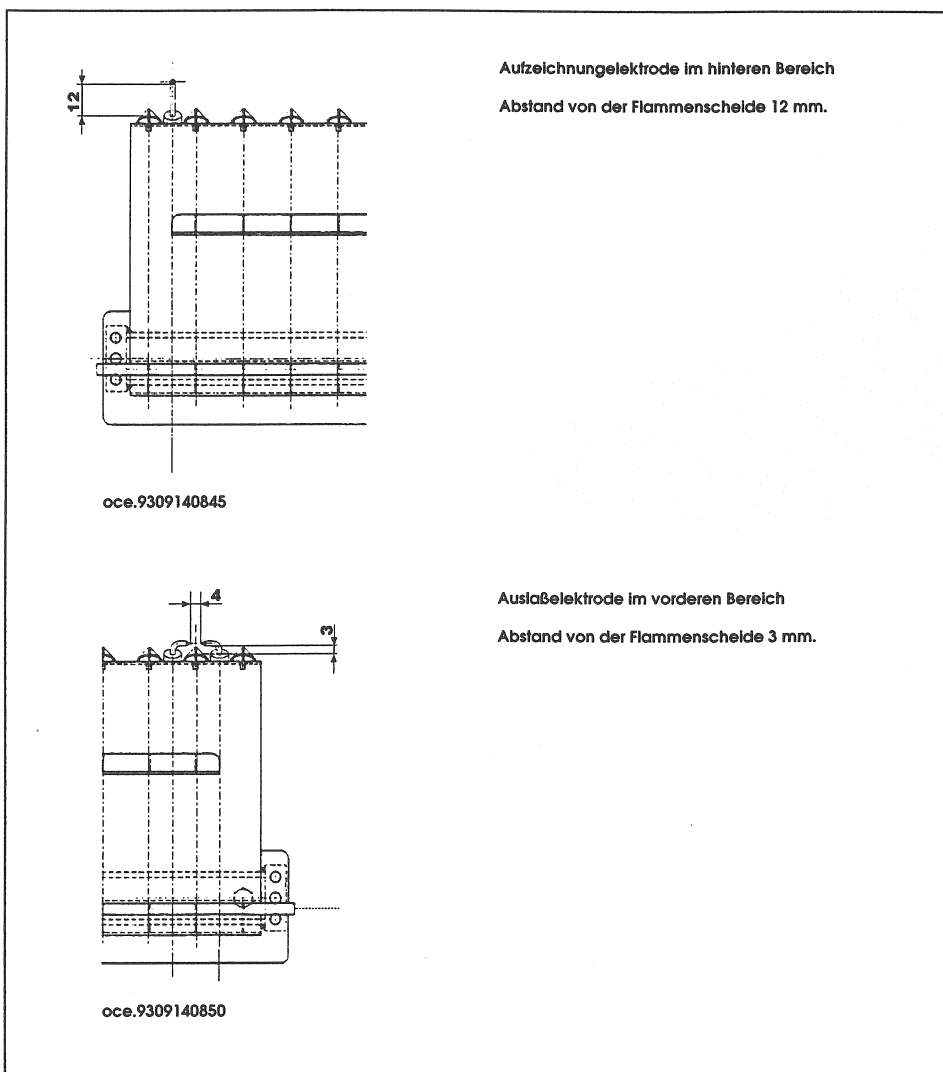 Aufzeichnungelektrode im hinteren Bereich
Abstand von der Flammenscheide 12 mm.
12
oce.9309140845
Auslaßelektrode im vorderen Bereich
Abstand von der Flammenscheide 3 mm.
4
3
oce.9309140850